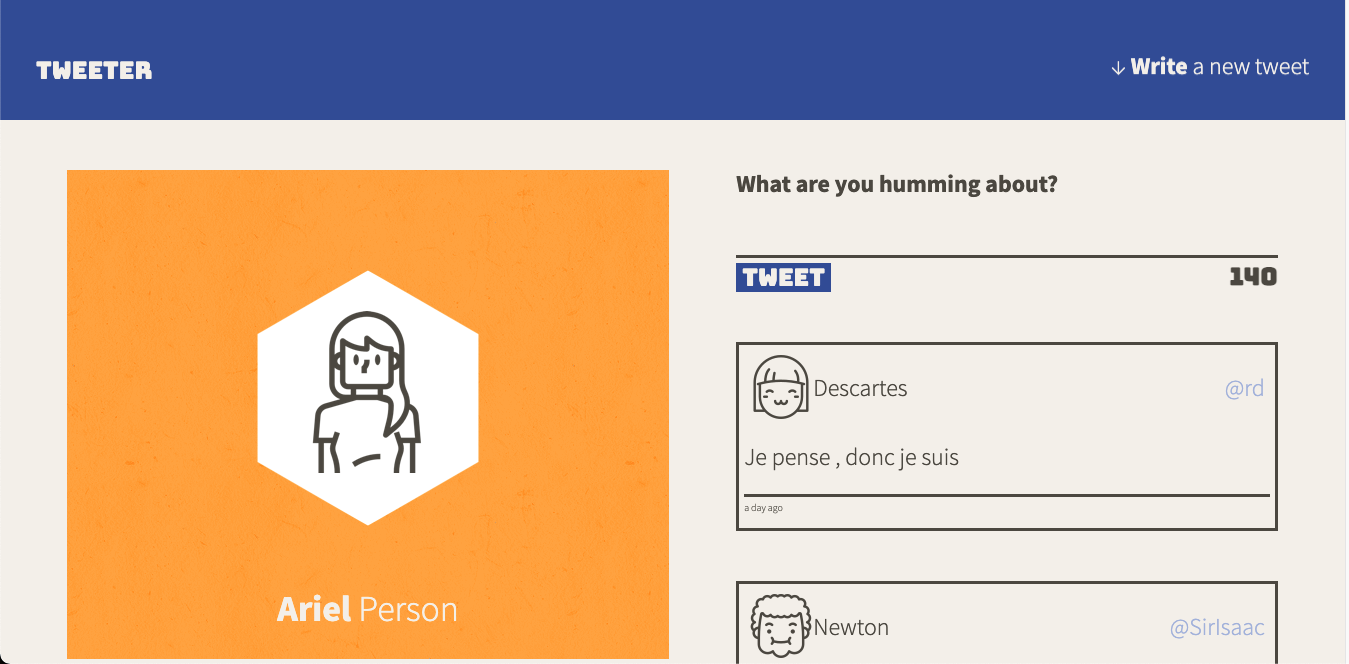 TWEETER
↓ Write a new tweet
Ariel Person
What are you humming about?
TWEET 140
Descartes @rd
Je pense , donc je suis
a day ago
Newton @SirIsaac